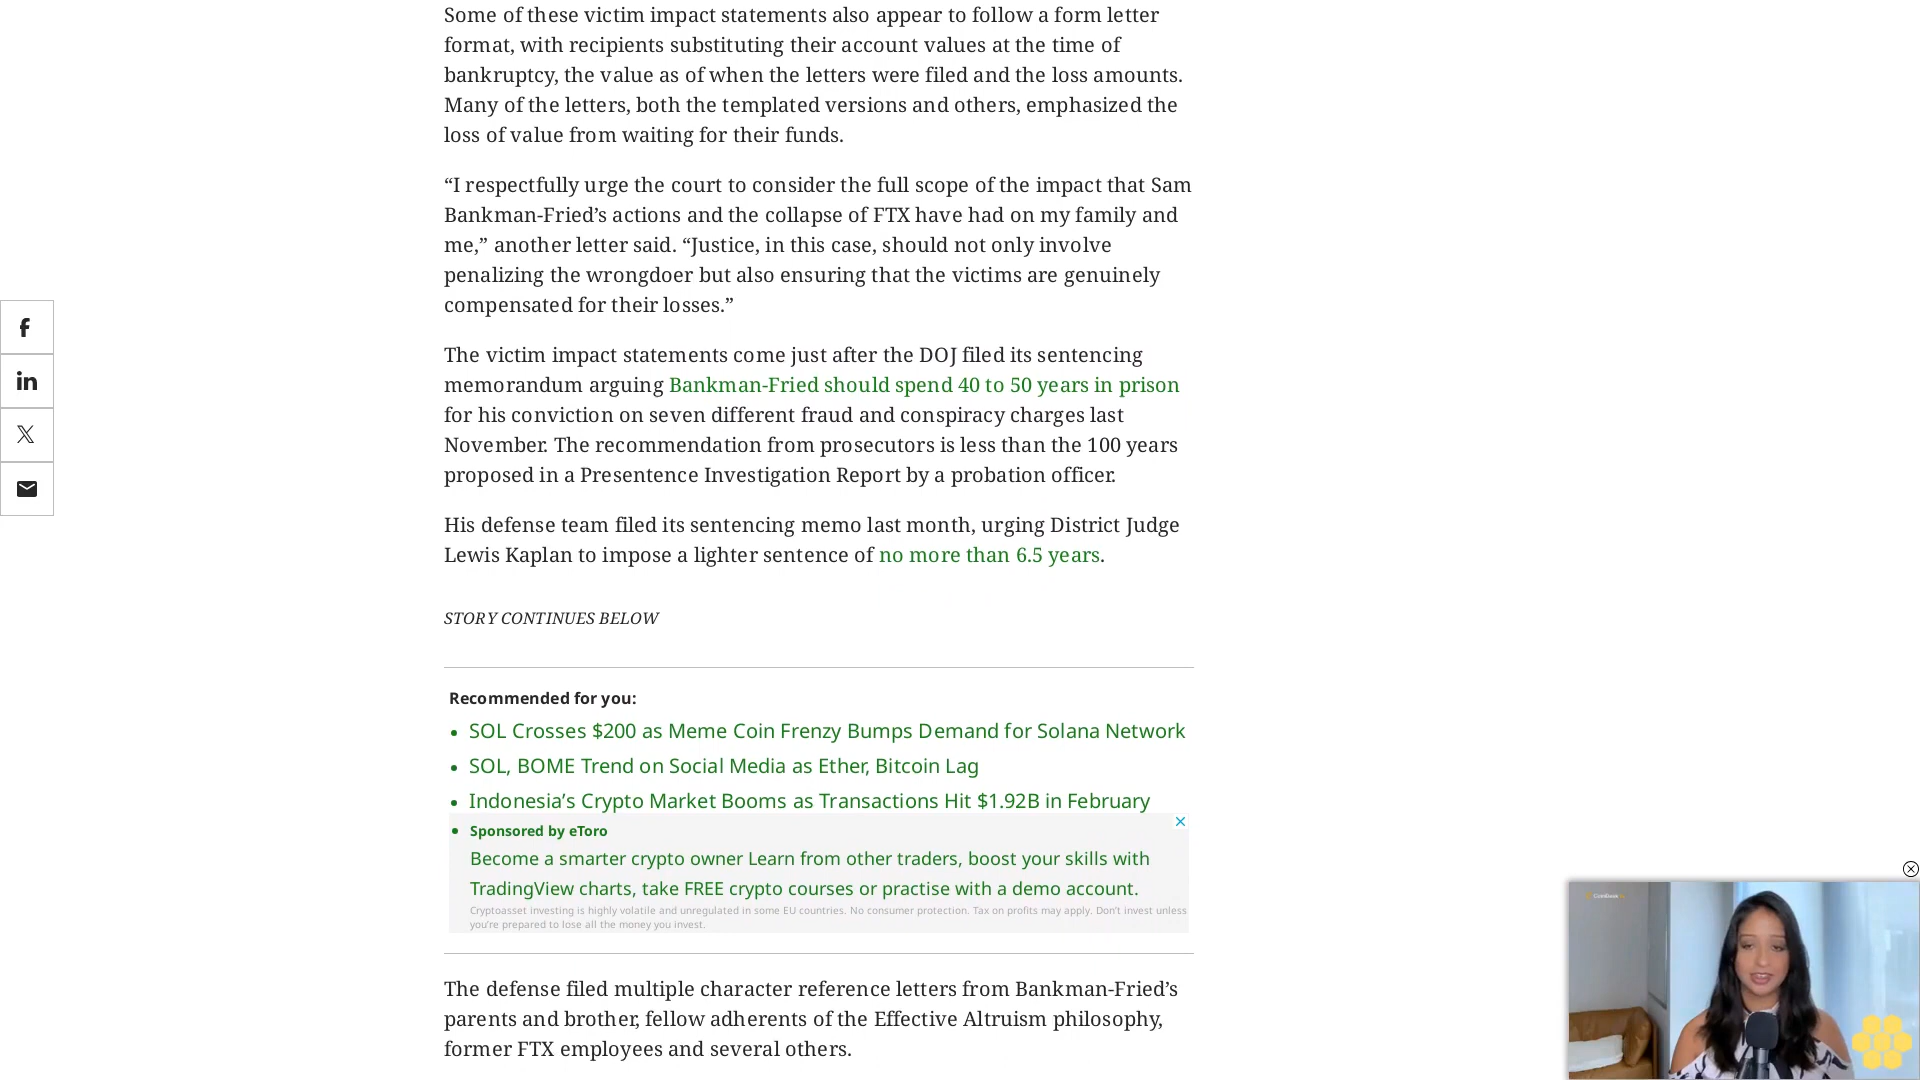 Some of these victim impact statements also appear to follow a form letter
format, with recipients substituting their account values at the time of
bankruptcy, the value as of when the letters were filed and the loss amounts.
Many of the letters, both the templated versions and others, emphasized the
loss of value from waiting for their funds.
“I respectfully urge the court to consider the full scope of the impact that Sam
Bankman-Fried’s actions and the collapse of FTX have had on my family and
me,” another letter said. “Justice, in this case, should not only involve
penalizing the wrongdoer but also ensuring that the victims are genuinely
compensated for their losses.”
The victim impact statements come just after the DOJ filed its sentencing
memorandum arguing Bankman-Fried should spend 40 to 50 years in prison
for his conviction on seven different fraud and conspiracy charges last
November. The recommendation from prosecutors is less than the 100 years
proposed in a Presentence Investigation Report by a probation officer.
His defense team filed its sentencing memo last month, urging District Judge
Lewis Kaplan to impose a lighter sentence of no more than 6.5 years.
STORY CONTINUES BELOW
Recommended for you:
• SOL Crosses $200 as Meme Coin Frenzy Bumps Demand for Solana Network
• SOL, BOME Trend on Social Media as Ether, Bitcoin Lag
• Indonesia’s Crypto Market Booms as Transactions Hit $1.92B in February
• Sponsored by eToro
Become a smarter crypto owner Learn from other traders, boost your skills with
TradingView charts, take FREE crypto courses or practise with a demo account.
Cryptoasset investing is highly volatile and unregulated in some EU countries. No consumer protection. Tax on profits may apply. Don’t invest unless
you’re prepared to lose all the money you invest.
The defense filed multiple character reference letters from Bankman-Fried’s
parents and brother, fellow adherents of the Effective Altruism philosophy,
former FTX employees and several others.